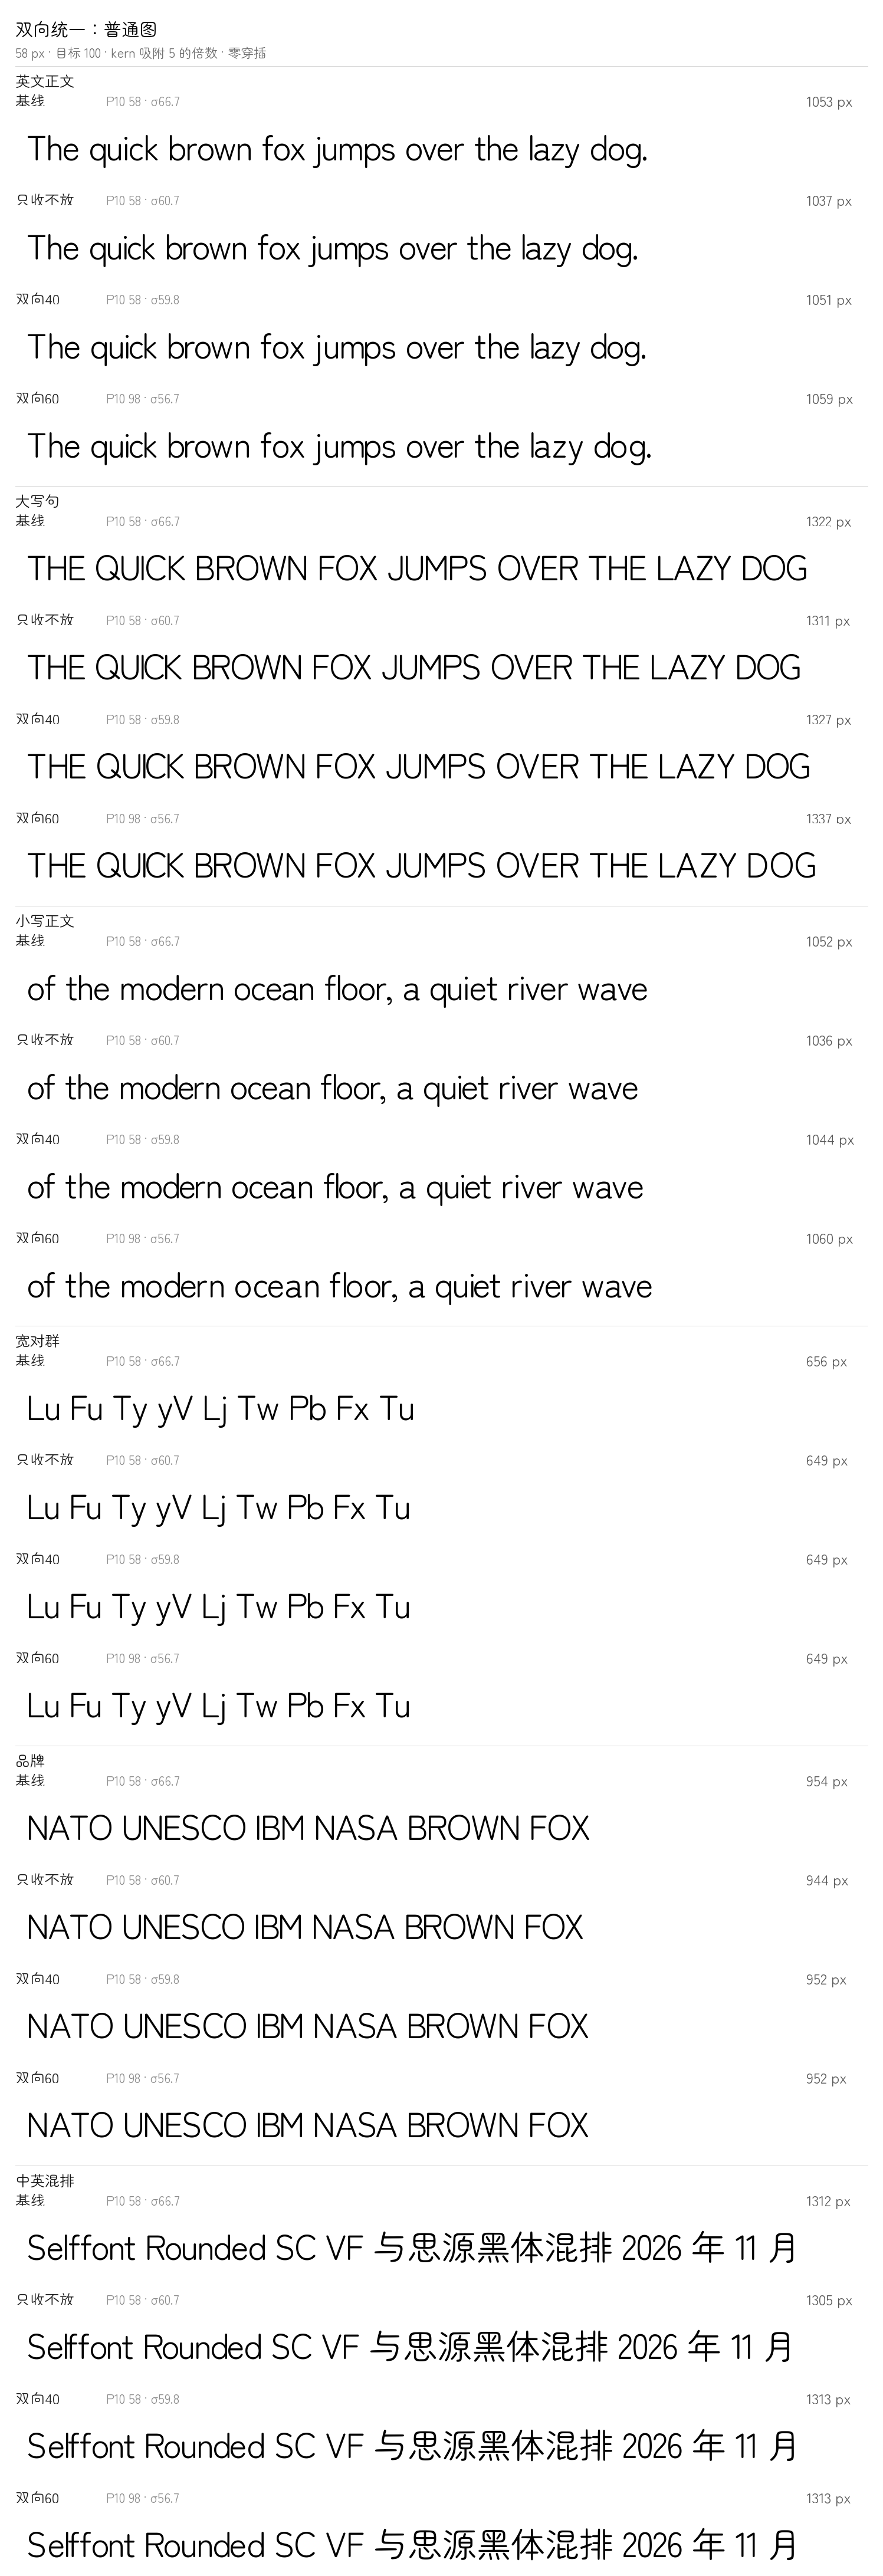 双向统一：普通图
58 px · 目标 100 · kern 吸附 5 的倍数 · 零穿插
英文正文
基线 P10 58 · σ66.7 1053 px
The quick brown fox jumps over the lazy dog.
只收不放 P10 58 · σ60.7 1037 px
The quick brown fox jumps over the lazy dog.
双向40 P10 58 · σ59.8 1051 px
The quick brown fox jumps over the lazy dog.
双向60 P10 98 · σ56.7 1059 px
The quick brown fox jumps over the lazy dog.
大写句
基线 P10 58 · σ66.7 1322 px
THE QUICK BROWN FOX JUMPS OVER THE LAZY DOG
只收不放 P10 58 · σ60.7 1311 px
THE QUICK BROWN FOX JUMPS OVER THE LAZY DOG
双向40 P10 58 · σ59.8 1327 px
THE QUICK BROWN FOX JUMPS OVER THE LAZY DOG
双向60 P10 98 · σ56.7 1337 px
THE QUICK BROWN FOX JUMPS OVER THE LAZY DOG
小写正文
基线 P10 58 · σ66.7 1052 px
of the modern ocean floor, a quiet river wave
只收不放 P10 58 · σ60.7 1036 px
of the modern ocean floor, a quiet river wave
双向40 P10 58 · σ59.8 1044 px
of the modern ocean floor, a quiet river wave
双向60 P10 98 · σ56.7 1060 px
of the modern ocean floor, a quiet river wave
宽对群
基线 P10 58 · σ66.7 656 px
Lu Fu Ty yV Lj Tw Pb Fx Tu
只收不放 P10 58 · σ60.7 649 px
Lu Fu Ty yV Lj Tw Pb Fx Tu
双向40 P10 58 · σ59.8 649 px
Lu Fu Ty yV Lj Tw Pb Fx Tu
双向60 P10 98 · σ56.7 649 px
Lu Fu Ty yV Lj Tw Pb Fx Tu
品牌
基线 P10 58 · σ66.7 954 px
NATO UNESCO IBM NASA BROWN FOX
只收不放 P10 58 · σ60.7 944 px
NATO UNESCO IBM NASA BROWN FOX
双向40 P10 58 · σ59.8 952 px
NATO UNESCO IBM NASA BROWN FOX
双向60 P10 98 · σ56.7 952 px
NATO UNESCO IBM NASA BROWN FOX
中英混排
基线 P10 58 · σ66.7 1312 px
Selffont Rounded SC VF 与思源黑体混排 2026 年 11 月
只收不放 P10 58 · σ60.7 1305 px
Selffont Rounded SC VF 与思源黑体混排 2026 年 11 月
双向40 P10 58 · σ59.8 1313 px
Selffont Rounded SC VF 与思源黑体混排 2026 年 11 月
双向60 P10 98 · σ56.7 1313 px
Selffont Rounded SC VF 与思源黑体混排 2026 年 11 月